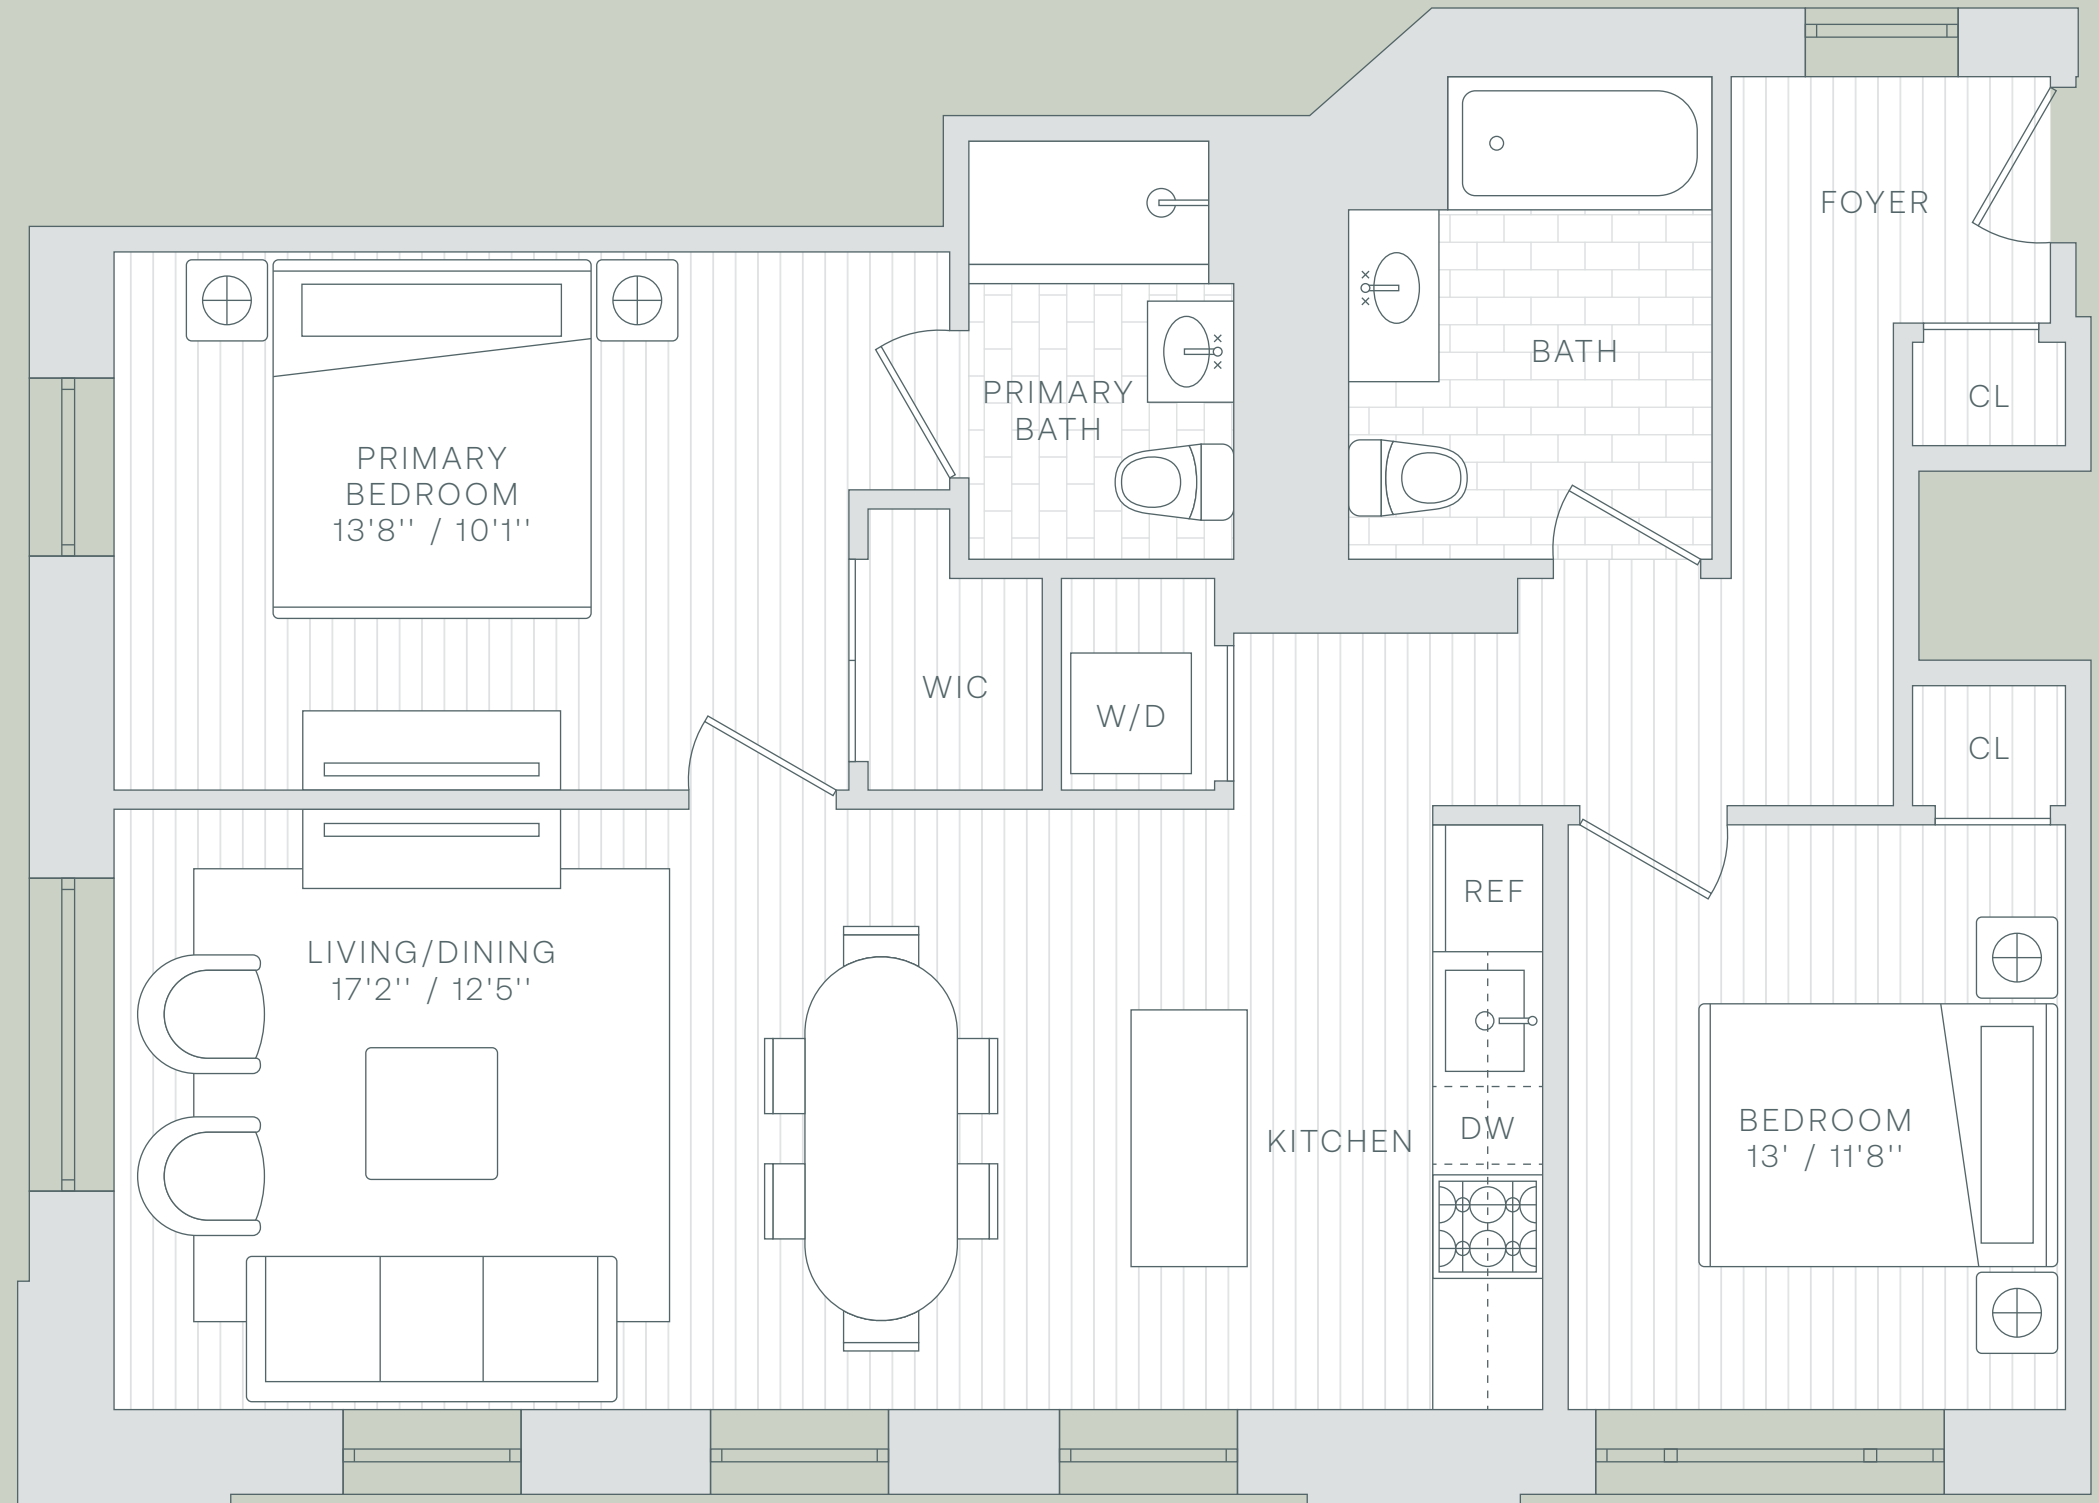 FOYER
BATH
CL
PRIMARY
BATH
PRIMARY
BEDROOM
13'8'' / 10'1''
WIC
W/D
CL
REF
LIVING/DINING
17'2'' / 12'5''
KITCHEN
DW
BEDROOM
13' / 11'8''